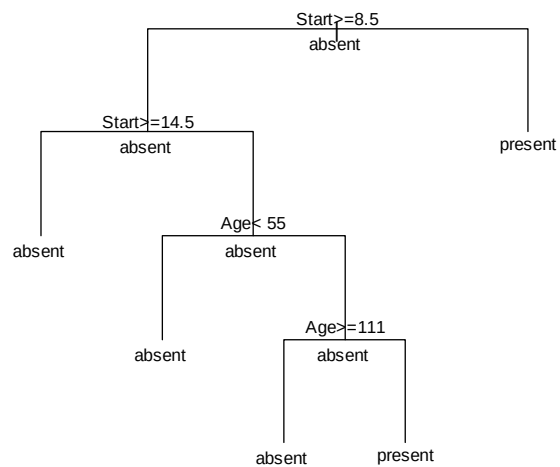 Start>=8.5
absent
Start>=14.5
absent
present
Age< 55
absent
absent
Age>=111
absent
absent
absent
present